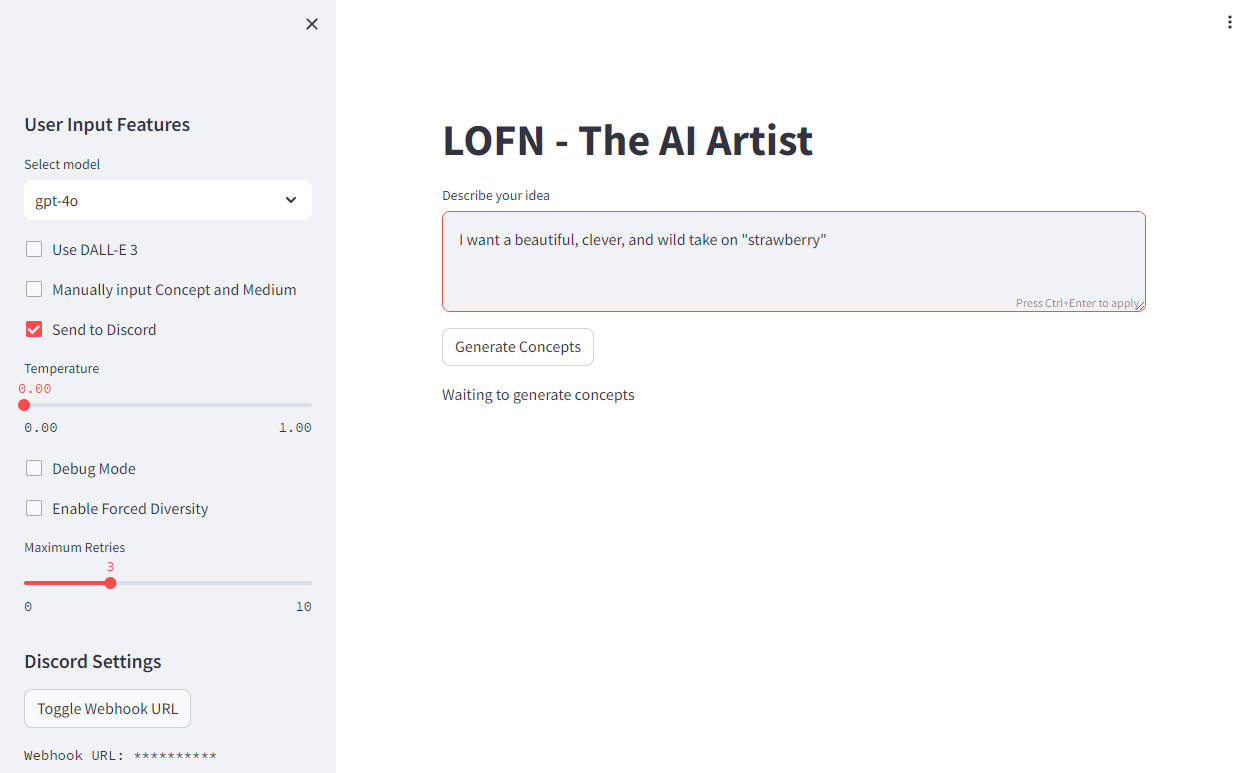 User Input Features
Select model
gpt-4o
Use DALL-E 3
Manually input Concept and Medium
Send to Discord
Temperature
0.00
0.00 1.00
Debug Mode
Enable Forced Diversity
Maximum Retries
3
0 10
Discord Settings
Toggle Webhook URL
Webhook URL: **********
LOFN - The AI Artist
Describe your idea
I want a beautiful, clever, and wild take on "strawberry"
Press Ctrl+Enter to apply
Generate Concepts
Waiting to generate concepts